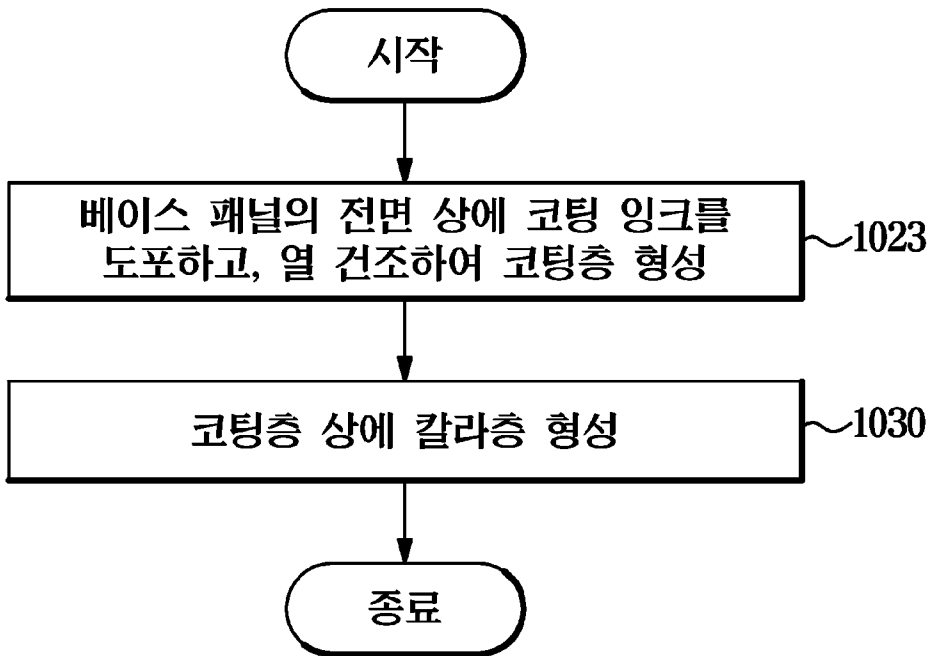 시작
베이스 패널의 전면 상에 코팅 잉크를
도포하고, 열 건조하여 코팅층 형성
1023
코팅층 상에 칼라층 형성
1030
종료